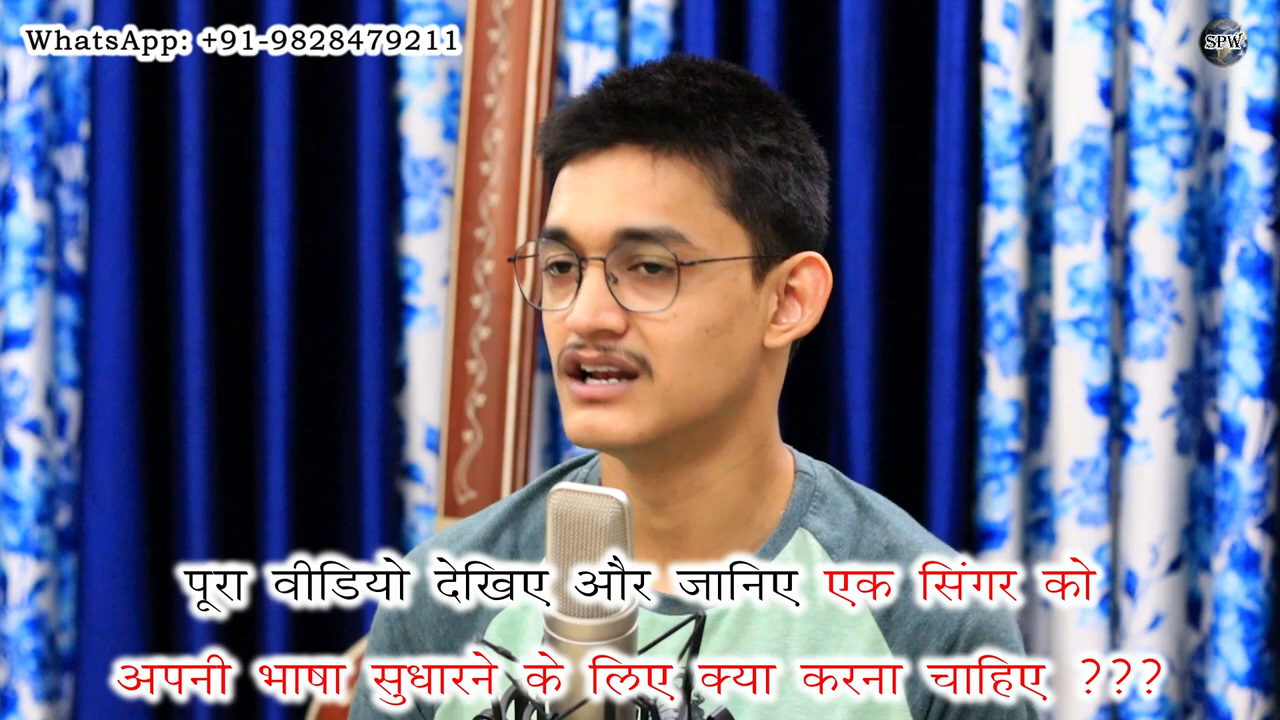 WhatsApp: +91-9828479211
SPW
पूरा वीडियो देखिए और जानिए एक सिंगर को
अपनी भाषा सुधारने के लिए क्या करना चाहिए ???